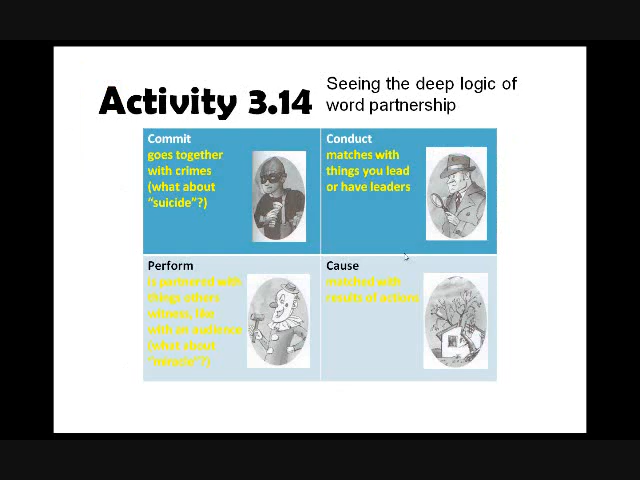 Activity 3.14
Seeing the deep logic of
word partnership
Commit
goes together
with crimes
(what about
"suicide"?)
Conduct
matches with
things you lead
or have leaders
Perform
is partnered with
things others
witness, like
with an audience
(what about
"miracle"?)
Cause
matched with
results of actions